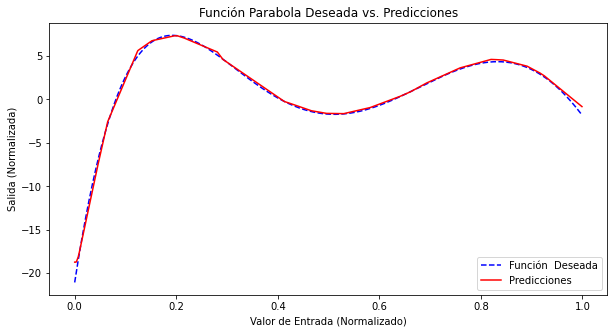 Función Parabola Deseada vs. Predicciones
Salida (Normalizada)
5
0
−5
−10
−15
−20
0.0 0.2 0.4 0.6 0.8 1.0
Valor de Entrada (Normalizado)
Función  Deseada
Predicciones